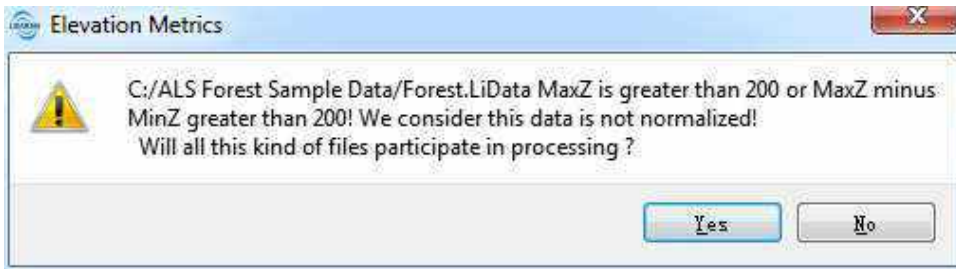 Elevation Metrics
C:/ALS Forest Sample Data/Forest.LiData MaxZ is greater than 200 or MaxZ minus
MinZ greater than 200! We consider this data is not normalized!
Will all this kind of files participate in processing ?
Yes
No